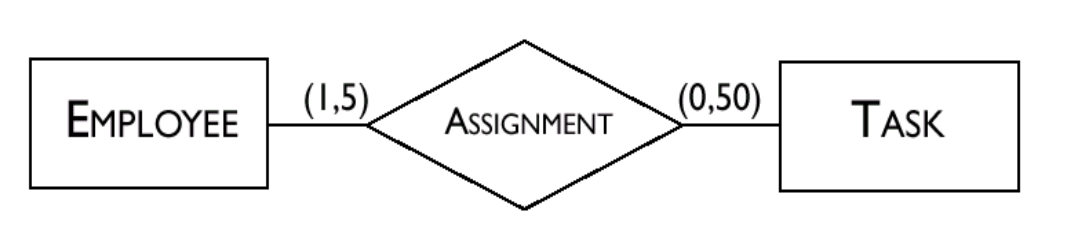 EMPLOYEE
(1,5)
ASSIGNMENT
(0,50)
TASK